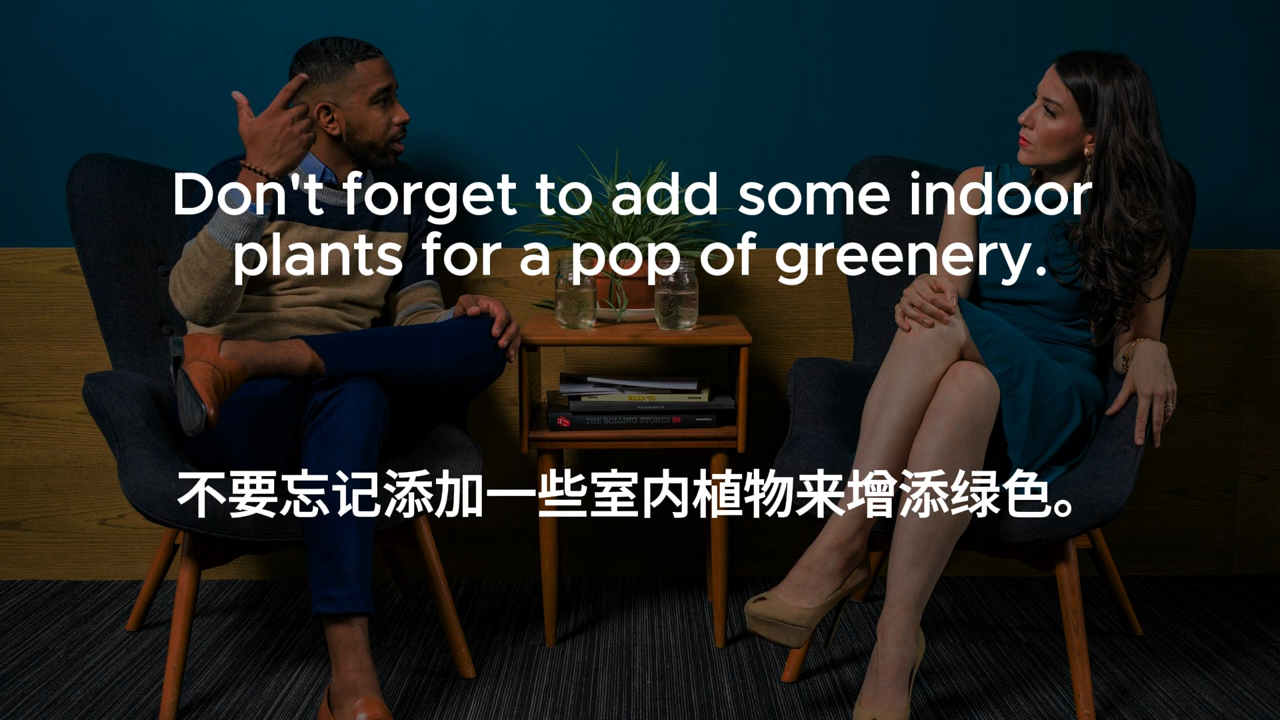 Don't forget to add some indoor
plants for a pop of greenery.
THE ROLLING STONES
不要忘记添加一些室内植物来增添绿色。